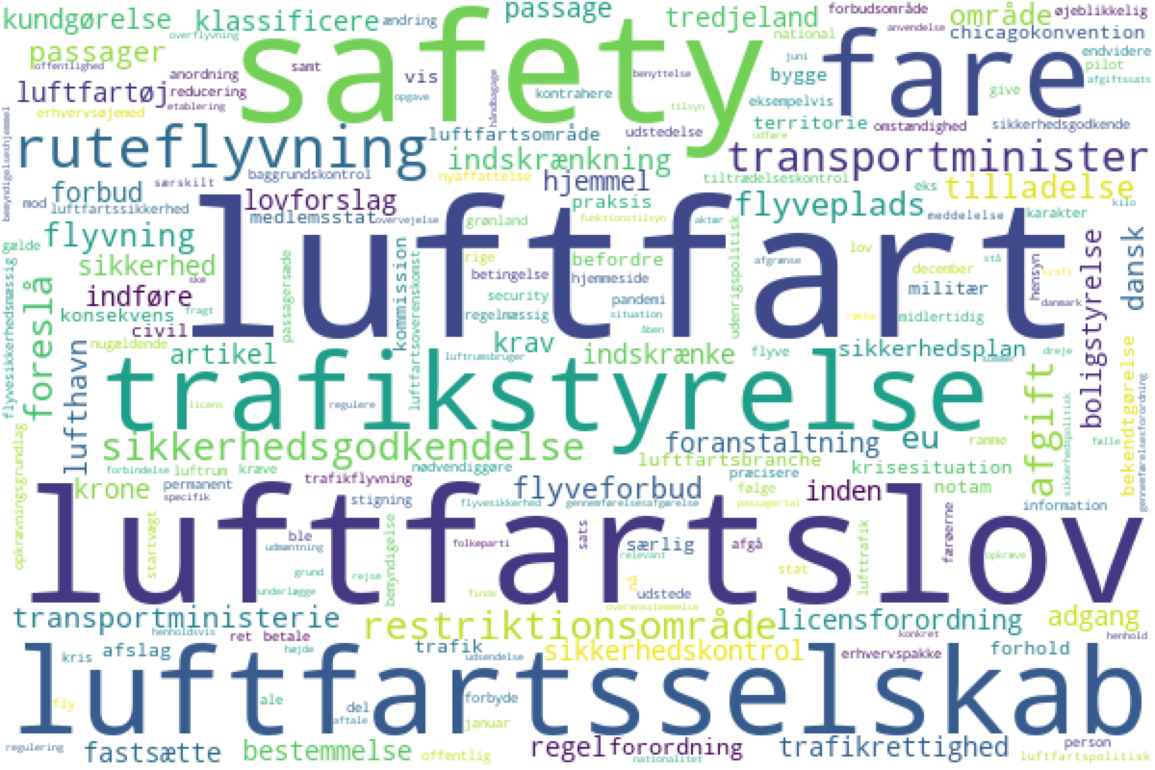 kundgørelse klassificere ændring passage tredjeland forbudsområde område øjeblikkelig
overflyvning national anvendelse chicagokonvention
passager safety fare endvidere
offentlighed anordning samt vis benyttelse juni bygge pilot
luftfartøj reducering opgave håndbagage kontrahere eksempelvis give afgiftssats
erhvervsøjemed etablering tilsyn territorie omstændighed sikkerhedsgodkende
bemyndigelseshjemmel ruteflyvning luftfartsområde udstedelse udføre
indskrænkning transportminister
baggrundskontrol nyaffattelse hjemmel tiltrædelseskontrol eks tilladelse
forbud særskilt lovforslag praksis flyveplads kilo
mod luftfartssikkerhed medlemsstat overvejelse grønland funktionstilsyn aktør meddelelse karakter
gælde flyvning luftfart rige befordre lov dansk
sikkerhed passagersæde kommission betingelse hjemmeside udenrigspolitisk afgrænse stå hensyn
flyvesikkerhedsmæssig ske security pandemi december kraft
indføre fragt luftfartsoverenskomst militær danmark boligstyrelse
foreslå konsekvens regelmæssig situation række midlertidig
civil krav Åben
nugældende artikel luftrumsbruger indskrænke flyve sikkerhedsplan dreje
lufthavn trafikstyrelse sommer
licens regulere afgift bekendtgørelse
opkrævningsgrundlag sikkerhedsgodkendelse foranstaltning eu ramme sikkerhedspolitisk falde gennemførelsesforordning
forbindelse luftrum kræve nødvendiggøre luftfartsbranche præcisere krisesituation
krone permanent trafikflyvning flyveforbud følge inden notam
specifik stigning flyvesikkerhed gennemførelsesafgørelse passagertal information
luftfartslov
startvægt ble udmøntning folkeparti sats særlig afgå lufttrafik færøerne
grund rejse bemyndigelse relevant stat opkræve
underlægge finde nå udstede
transportministerie restriktionsområde overensstemmelse licensforordning adgang
henholdsvis ret betale konkret henhold
kris afslag højde trafik udsendelse sikkerhedskontrol erhvervspakke forhold
luftfartsselskab
fly ale del aftale forbyde januar
regulering fastsætte bestemmelse offentlig regelforordning nationalitet trafikrettighed person luftfartspolitisk